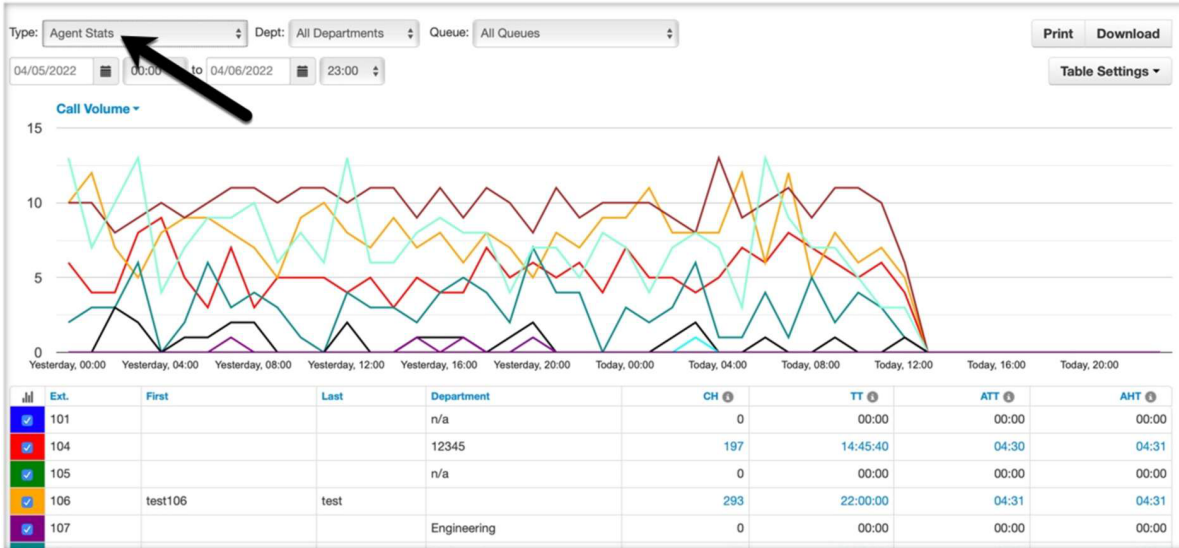 Type: Agent Stats Dept: All Departments Queue: All Queues Print Download
04/05/2022 00:00 to 04/06/2022 23:00 Table Settings
Call Volume
15
10
5
0
Yesterday, 00:00 Yesterday, 04:00 Yesterday, 08:00 Yesterday, 12:00 Yesterday, 16:00 Yesterday, 20:00 Today, 00:00 Today, 04:00 Today, 08:00 Today, 12:00 Today, 16:00 Today, 20:00
Ext. First Last Department CH TT ATT AHT
101 n/a 0 00:00 00:00 00:00
104 12345 197 14:45:40 04:30 04:31
105 n/a 0 00:00 00:00 00:00
106 test106 test 293 22:00:00 04:31 04:31
107 Engineering 0 00:00 00:00 00:00